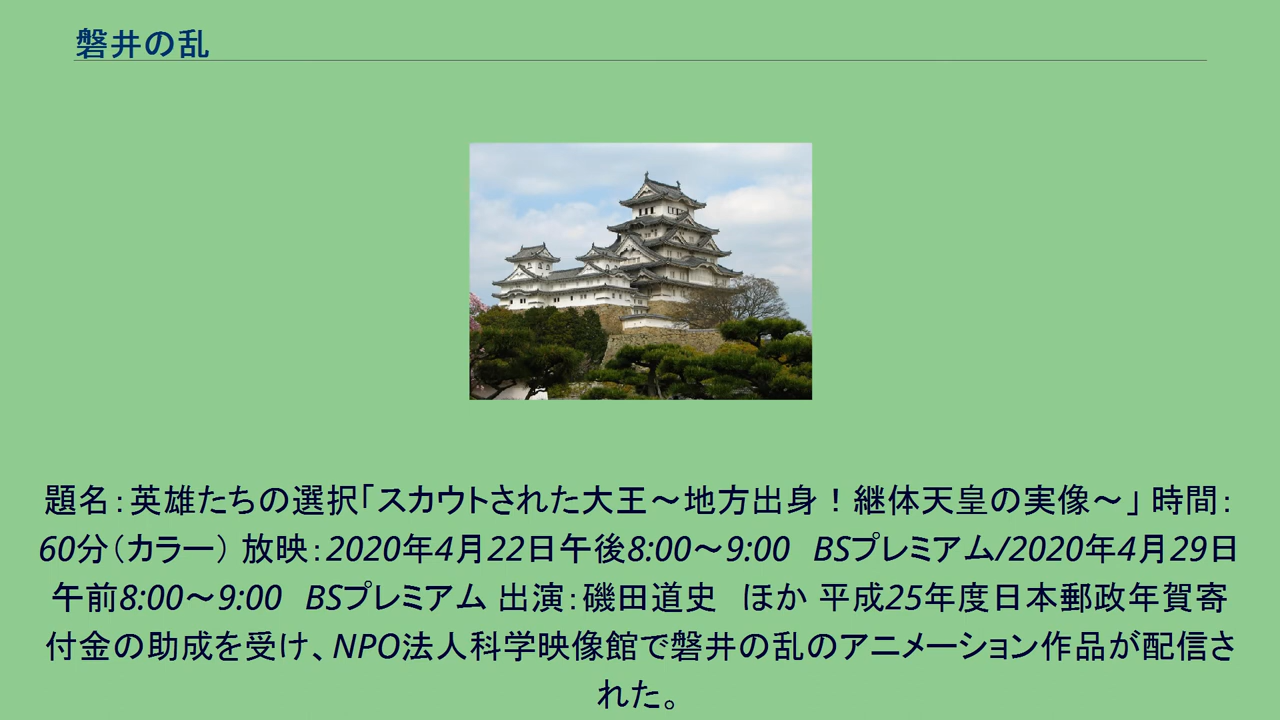 磐井の乱
題名：英雄たちの選択「スカウトされた大王～地方出身！継体天皇の実像～」 時間：
60分（カラー） 放映：2020年4月22日午後8:00～9:00　BSプレミアム/2020年4月29日
午前8:00～9:00　BSプレミアム 出演：磯田道史　ほか 平成25年度日本郵政年賀寄
付金の助成を受け、NPO法人科学映像館で磐井の乱のアニメーション作品が配信さ
れた。